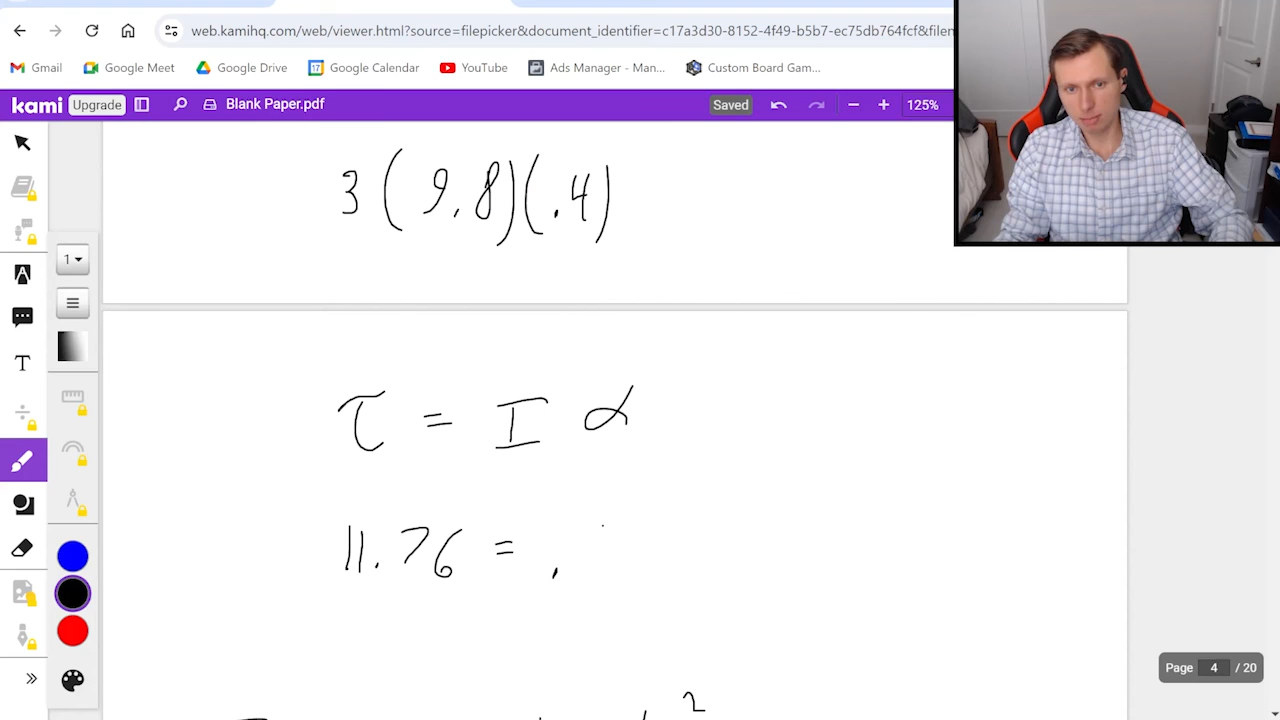 web.kamihq.com/web/viewer.html?source=filepicker&document_identifier=c17a3d30-8152-4f49-b5b7-ec75db764fcf&filen
Gmail Google Meet Google Drive 17 Google Calendar YouTube Ads Manager - Man... Custom Board Gam...
kami Upgrade Blank Paper.pdf Saved 125%
3 ( 9.8)(.4)
1
A
T
τ = I α
11.76 = .
2
Page 4 / 20